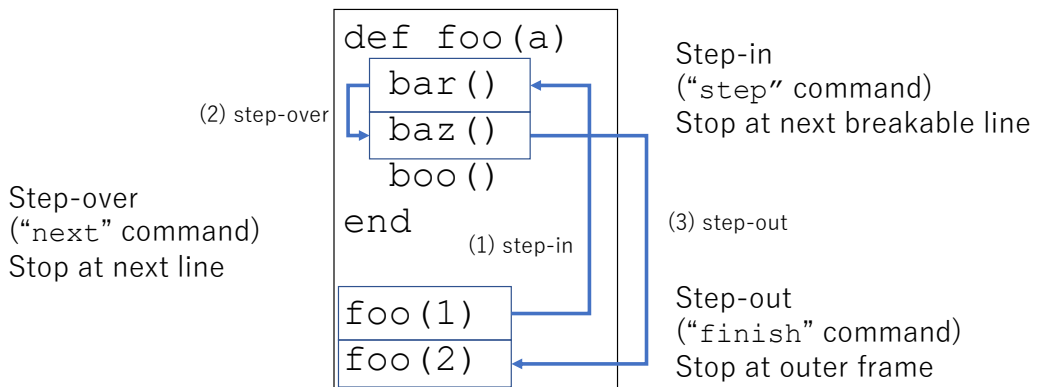 def foo(a)
bar()
baz()
boo()
end
foo(1)
foo(2)
(2) step-over
(1) step-in
(3) step-out
Step-over
(“next” command)
Stop at next line
Step-in
(“step” command)
Stop at next breakable line
Step-out
(“finish” command)
Stop at outer frame